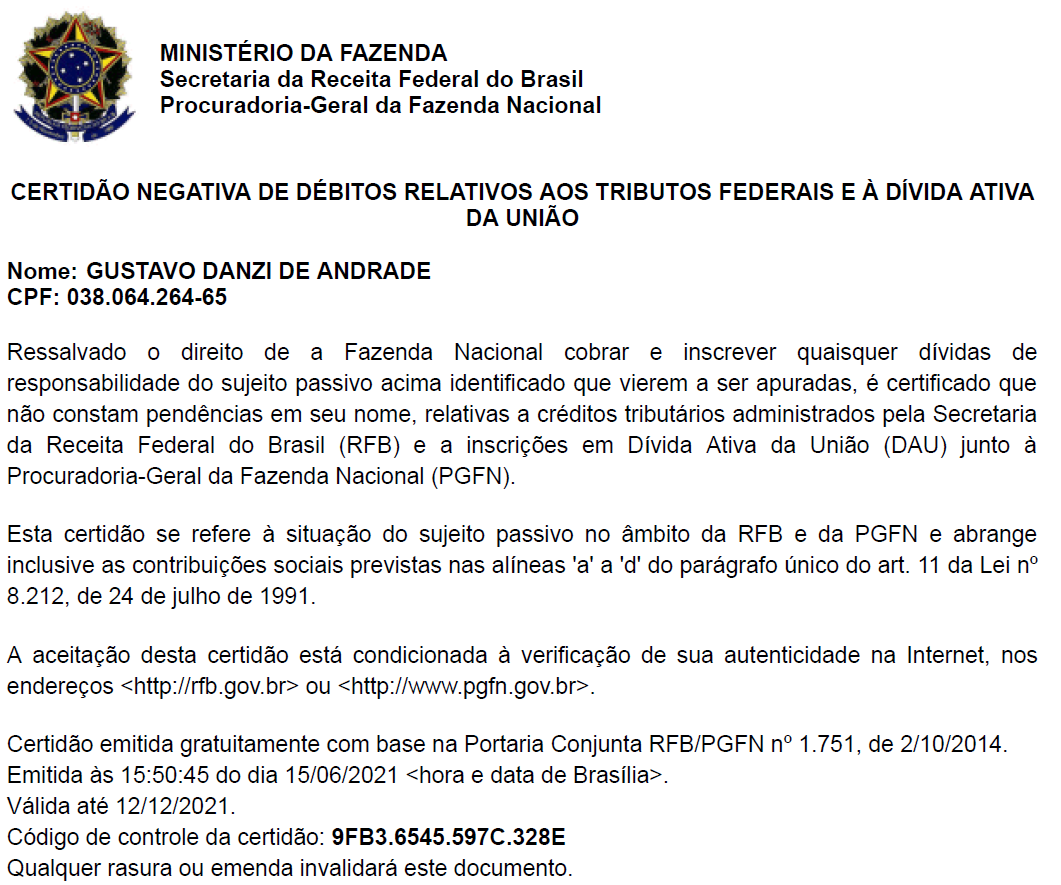 MINISTÉRIO DA FAZENDA
Secretaria da Receita Federal do Brasil
Procuradoria-Geral da Fazenda Nacional
CERTIDÃO NEGATIVA DE DÉBITOS RELATIVOS AOS TRIBUTOS FEDERAIS E À DÍVIDA ATIVA
DA UNIÃO
Nome: GUSTAVO DANZI DE ANDRADE
CPF: 038.064.264-65
Ressalvado o direito de a Fazenda Nacional cobrar e inscrever quaisquer dívidas de
responsabilidade do sujeito passivo acima identificado que vierem a ser apuradas, é certificado que
não constam pendências em seu nome, relativas a créditos tributários administrados pela Secretaria
da Receita Federal do Brasil (RFB) e a inscrições em Dívida Ativa da União (DAU) junto à
Procuradoria-Geral da Fazenda Nacional (PGFN).
Esta certidão se refere à situação do sujeito passivo no âmbito da RFB e da PGFN e abrange
inclusive as contribuições sociais previstas nas alíneas 'a' a 'd' do parágrafo único do art. 11 da Lei nº
8.212, de 24 de julho de 1991.
A aceitação desta certidão está condicionada à verificação de sua autenticidade na Internet, nos
endereços <http://rfb.gov.br> ou <http://www.pgfn.gov.br>.
Certidão emitida gratuitamente com base na Portaria Conjunta RFB/PGFN nº 1.751, de 2/10/2014.
Emitida às 15:50:45 do dia 15/06/2021 <hora e data de Brasília>.
Válida até 12/12/2021.
Código de controle da certidão: 9FB3.6545.597C.328E
Qualquer rasura ou emenda invalidará este documento.